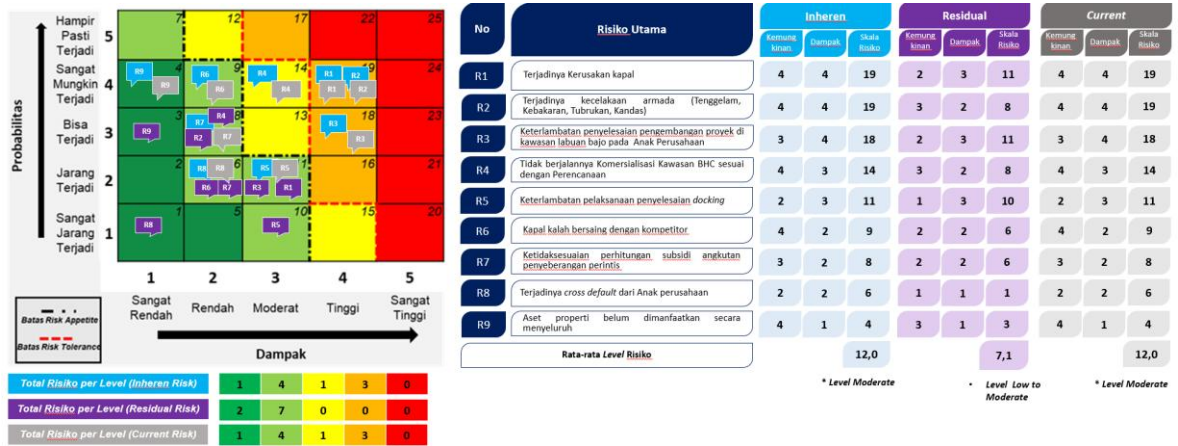 Probabilitas
Hampir
Pasti
Terjadi
5
7
12
17
22
25
Sangat
Mungkin
Terjadi
4
4
9
14
19
24
R9
R9
R6
R6
R4
R4
R1
R2
R1
R2
Bisa
Terjadi
3
3
8
13
18
23
R9
R4
R7
R2
R7
R3
R3
Jarang
Terjadi
2
2
6
16
21
R8
R8
R6
R7
R5
R5
R3
R1
Sangat
Jarang
Terjadi
1
1
5
10
15
20
R8
R5
1 2 3 4 5
Sangat
Rendah
Rendah
Moderat
Tinggi
Sangat
Tinggi
Batas Risk Appetite
Batas Risk Tolerance
Dampak
Total Risiko per Level (Inheren Risk) 1 4 1 3 0
Total Risiko per Level (Residual Risk) 2 7 0 0 0
Total Risiko per Level (Current Risk) 1 4 1 3 0
No Risiko Utama Inheren Residual Current
Kemung
kinan Dampak Skala
Risiko
Kemung
kinan Dampak Skala
Risiko
Kemung
kinan Dampak Skala
Risiko
R1 Terjadinya Kerusakan kapal 4 4 19 2 3 11 4 4 19
R2 Terjadinya kecelakaan armada (Tenggelam,
Kebakaran, Tubrukan, Kandas) 4 4 19 3 2 8 4 4 19
R3 Keterlambatan penyelesaian pengembangan proyek di
kawasan labuan bajo pada Anak Perusahaan 3 4 18 2 3 11 3 4 18
R4 Tidak berjalannya Komersialisasi Kawasan BHC sesuai
dengan Perencanaan 4 3 14 3 2 8 4 3 14
R5 Keterlambatan pelaksanaan penyelesaian docking 2 3 11 1 3 10 2 3 11
R6 Kapal kalah bersaing dengan kompetitor 4 2 9 2 2 6 4 2 9
R7 Ketidaksesuaian perhitungan subsidi angkutan
penyeberangan perintis 3 2 8 2 2 6 3 2 8
R8 Terjadinya cross default dari Anak perusahaan 2 2 6 1 1 1 2 2 6
R9 Aset properti belum dimanfaatkan secara
menyeluruh 4 1 4 3 1 3 4 1 4
Rata-rata Level Risiko 12,0 7,1 12,0
* Level Moderate
• Level Low to
Moderate
* Level Moderate